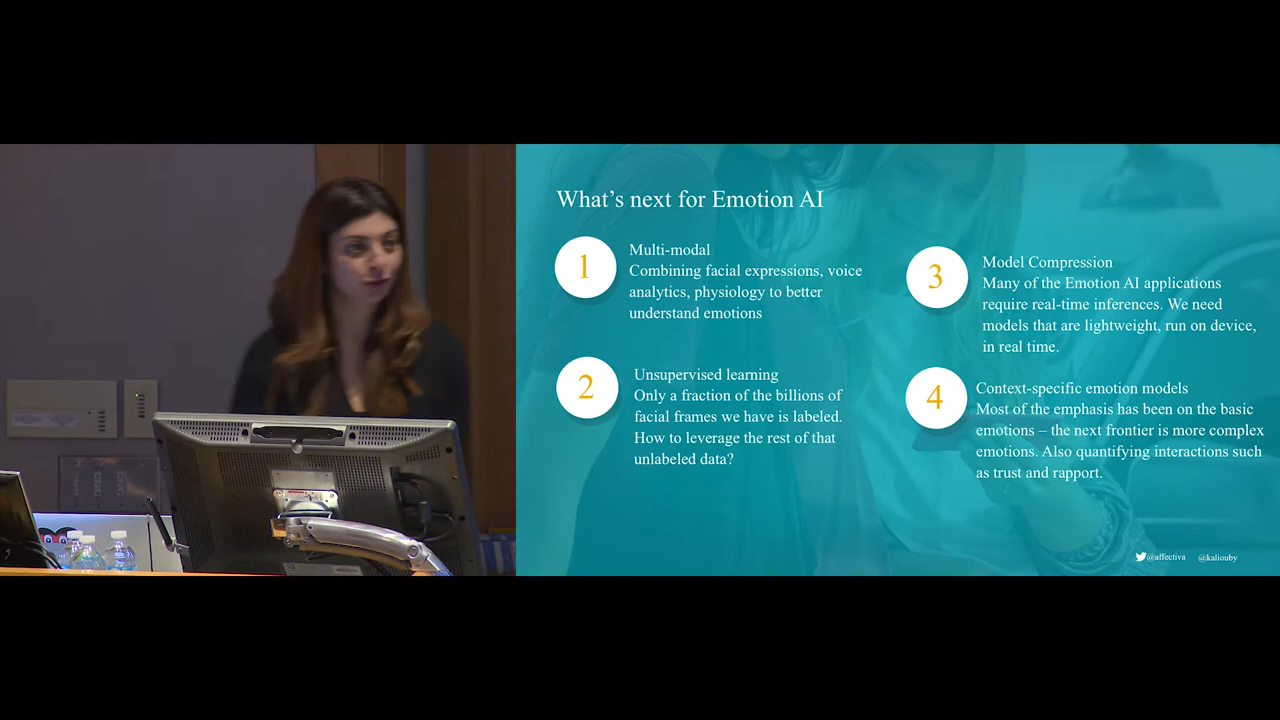 What's next for Emotion AI
1
Multi-modal
Combining facial expressions, voice
analytics, physiology to better
understand emotions
2
Unsupervised learning
Only a fraction of the billions of
facial frames we have is labeled.
How to leverage the rest of that
unlabeled data?
3
Model Compression
Many of the Emotion AI applications
require real-time inferences. We need
models that are lightweight, run on device,
in real time.
4
Context-specific emotion models
Most of the emphasis has been on the basic
emotions – the next frontier is more complex
emotions. Also quantifying interactions such
as trust and rapport.
@affectiva @kaliouby